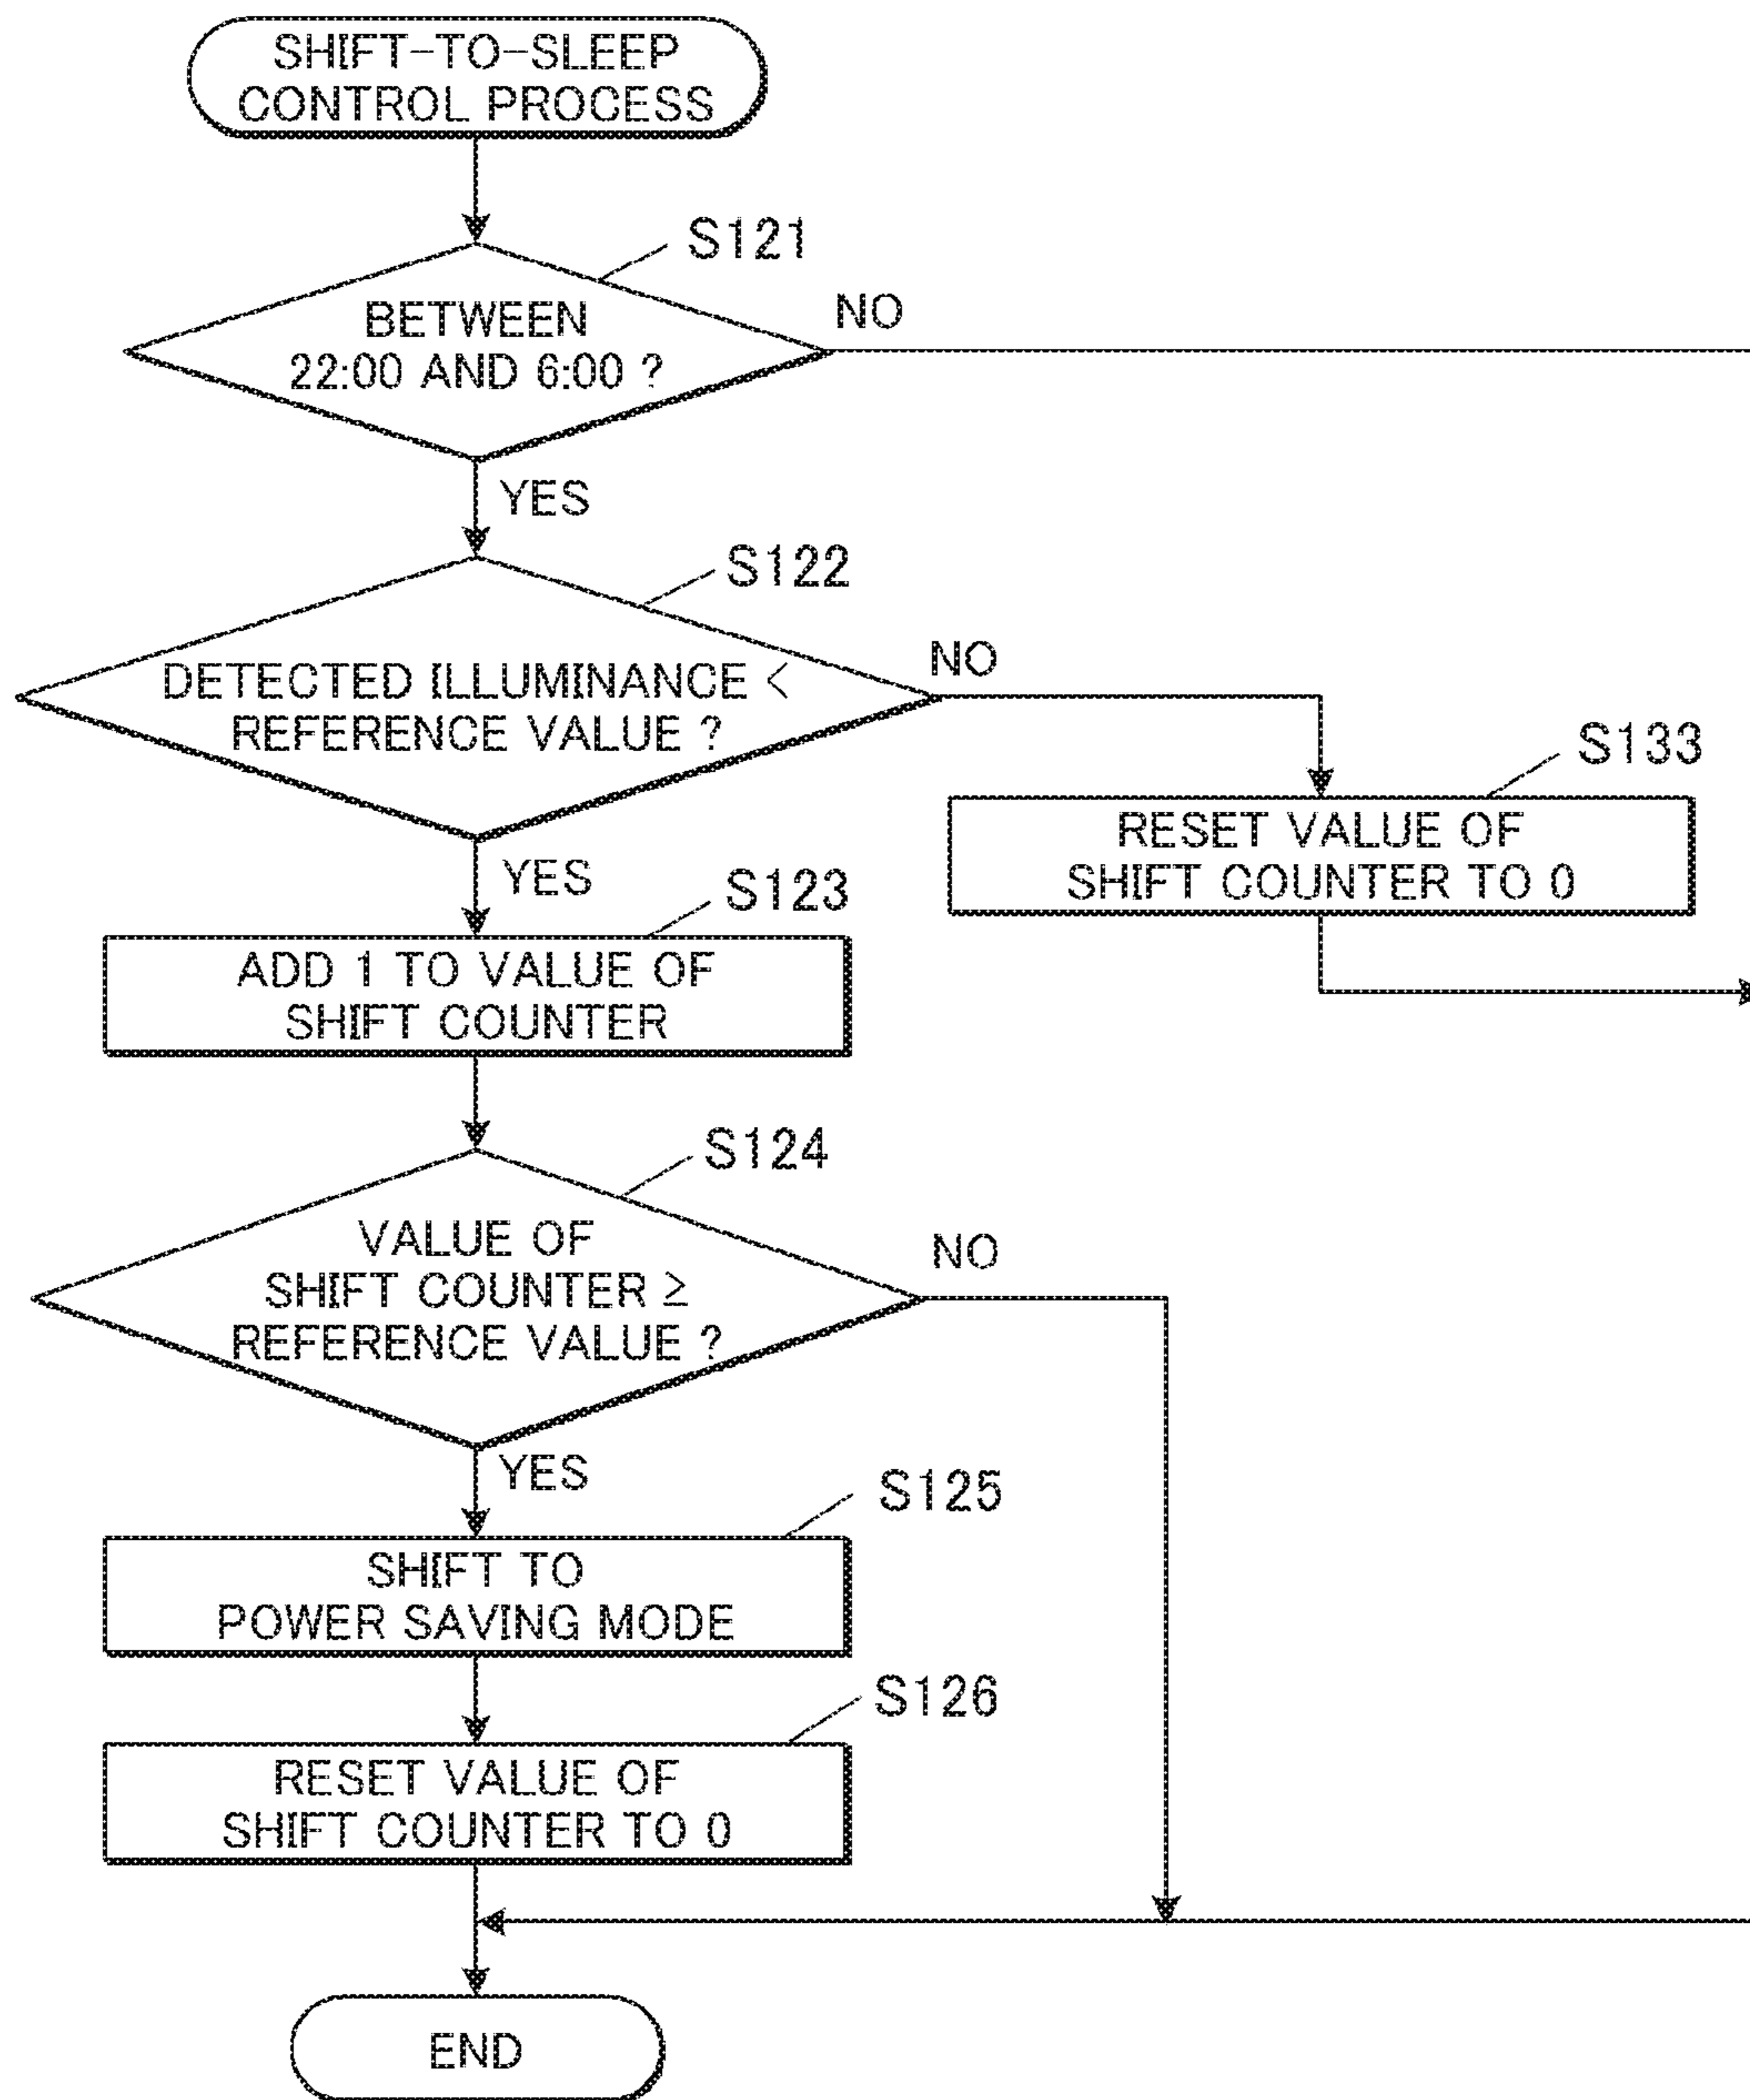 SHIFT-TO-SLEEP
CONTROL PROCESS
S121
BETWEEN
22:00 AND 6:00 ?
NO
YES
S122
DETECTED ILLUMINANCE <
REFERENCE VALUE ?
NO
YES
S133
RESET VALUE OF
SHIFT COUNTER TO 0
S123
ADD 1 TO VALUE OF
SHIFT COUNTER
S124
VALUE OF
SHIFT COUNTER ≥
REFERENCE VALUE ?
NO
YES
S125
SHIFT TO
POWER SAVING MODE
S126
RESET VALUE OF
SHIFT COUNTER TO 0
END